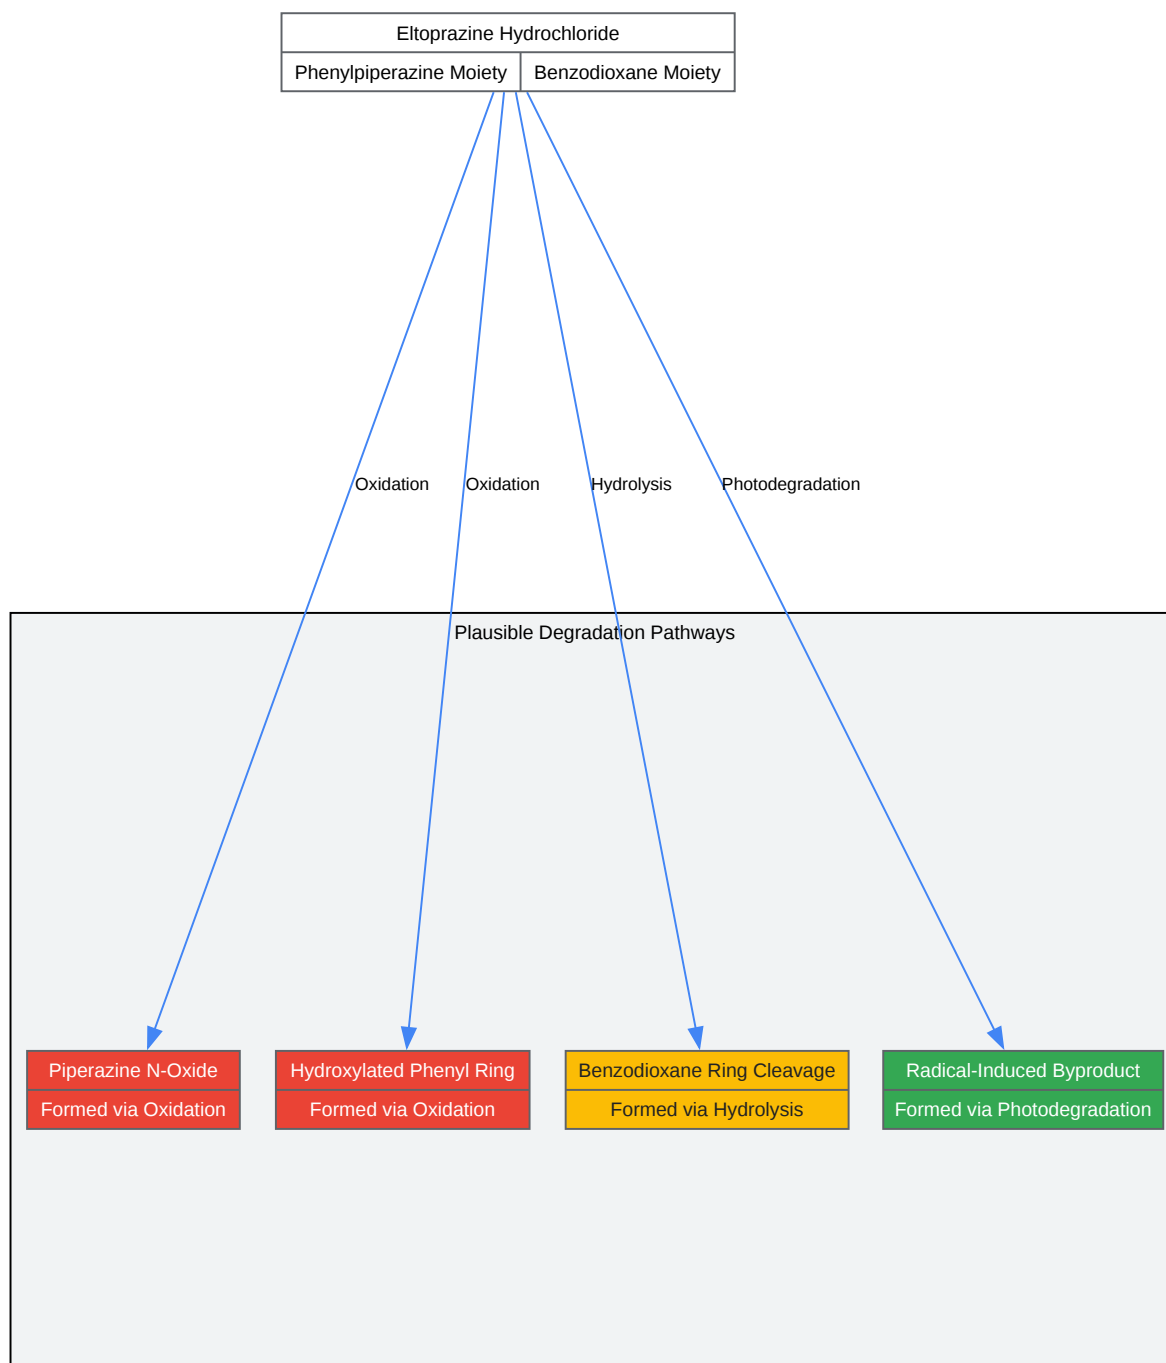 Eltoprazine Hydrochloride
Phenylpiperazine Moiety
Benzodioxane Moiety
Oxidation
Oxidation
Hydrolysis
Photodegradation
Plausible Degradation Pathways
Piperazine N-Oxide
Formed via Oxidation
Hydroxylated Phenyl Ring
Formed via Oxidation
Benzodioxane Ring Cleavage
Formed via Hydrolysis
Radical-Induced Byproduct
Formed via Photodegradation